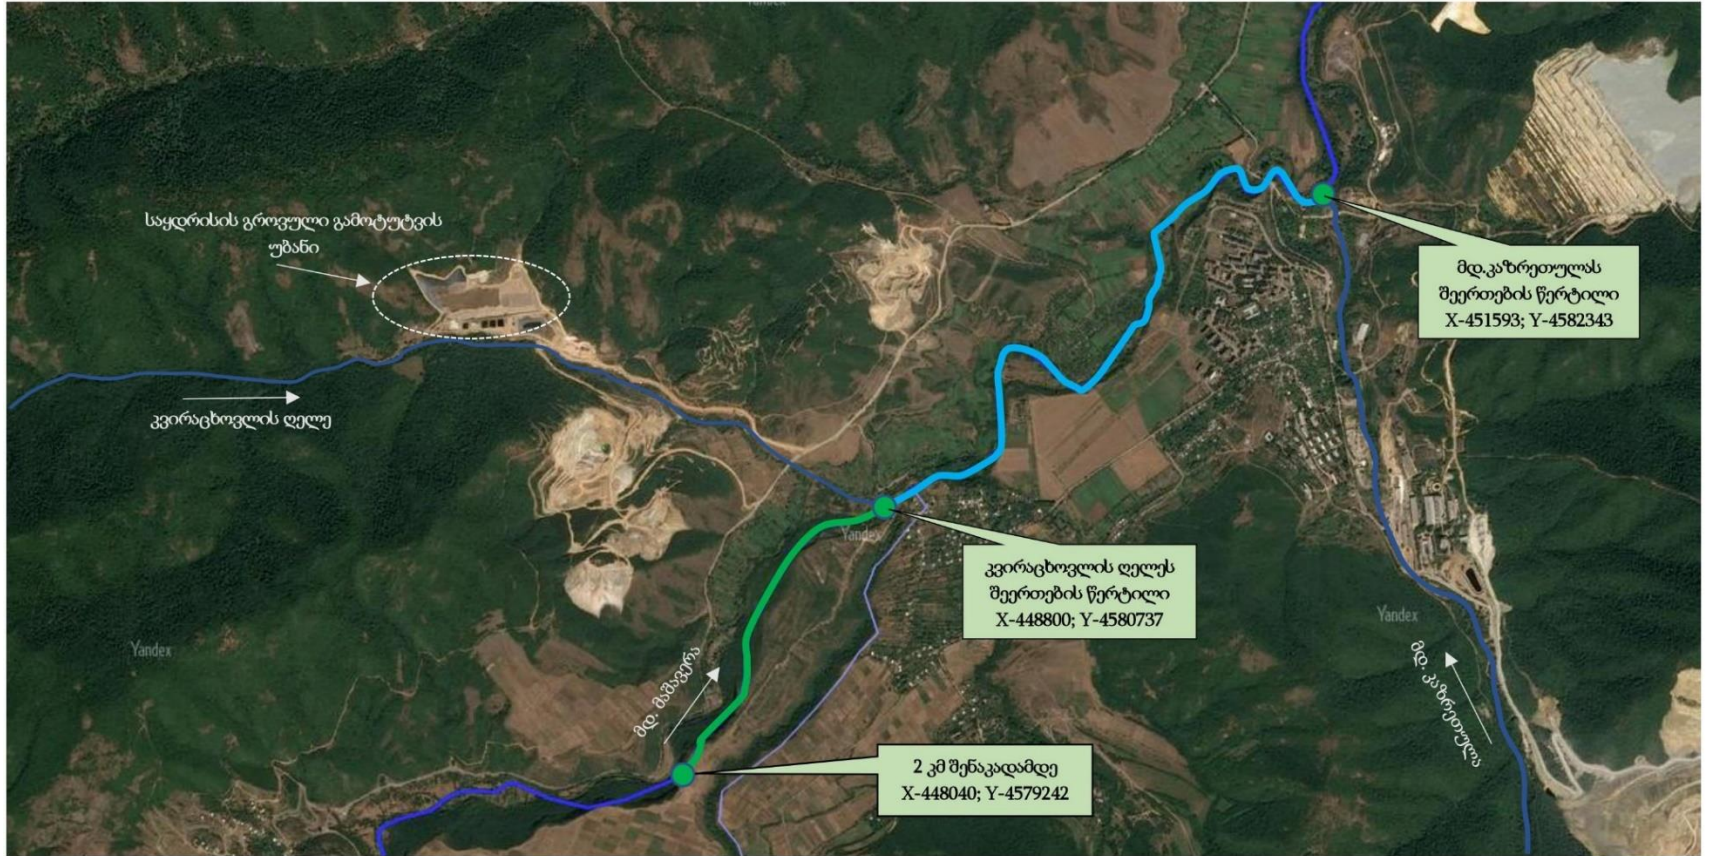 Yandex
საყდრისის გროვული გამოტუტვის
უბანი
მდ.კაზრეთულას
შეერთების წერტილი
X-451593; Y-4582343
კვირაცხოვლის ღელე
Yandex
კვირაცხოვლის ღელეს
შეერთების წერტილი
X-448800; Y-4580737
Yandex
Yandex
მდ. მაშავერა
მდ. კაზრეთულა
2 კმ შენაკადამდე
X-448040; Y-4579242